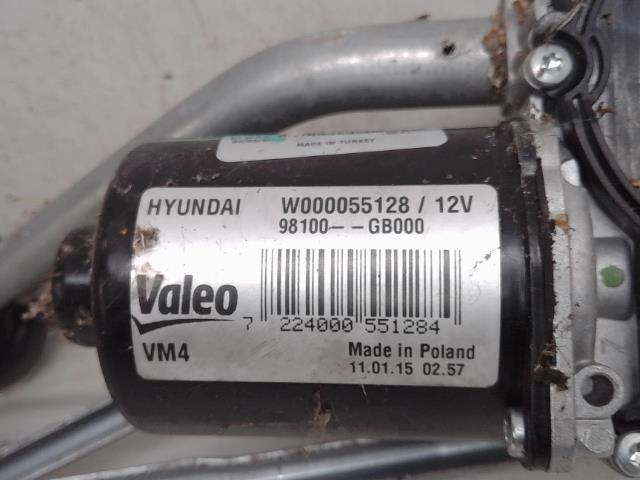 MADE IN TURKEY
HYUNDAI W000055128 / 12V
98100-- -GB000
Valeo
7 224000 551284
VM4 Made in Poland
11.01.15 02.57